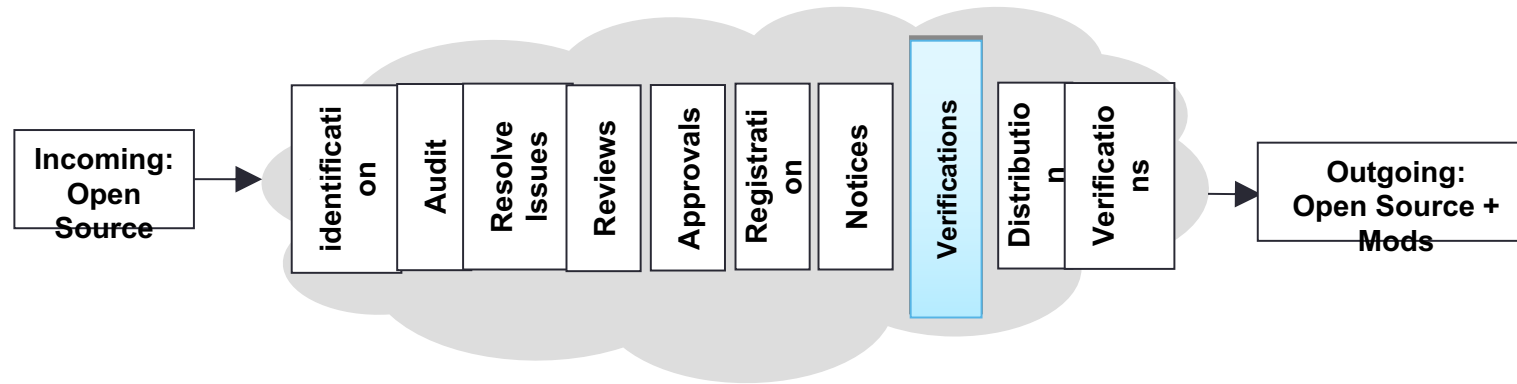 Incoming:
Open
Source
identificati
on
Audit
Resolve
Issues
Reviews
Approvals
Registrati
on
Notices
Verifications
Distributio
n
Verificatio
ns
Outgoing:
Open Source +
Mods